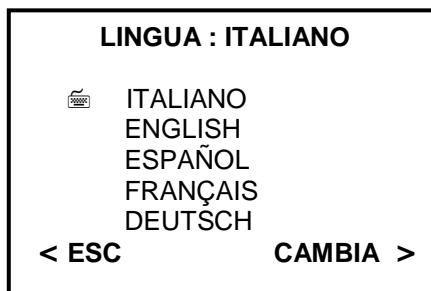 LINGUA : ITALIANO
ITALIANO
ENGLISH
ESPAÑOL
FRANÇAIS
DEUTSCH
< ESC CAMBIA >